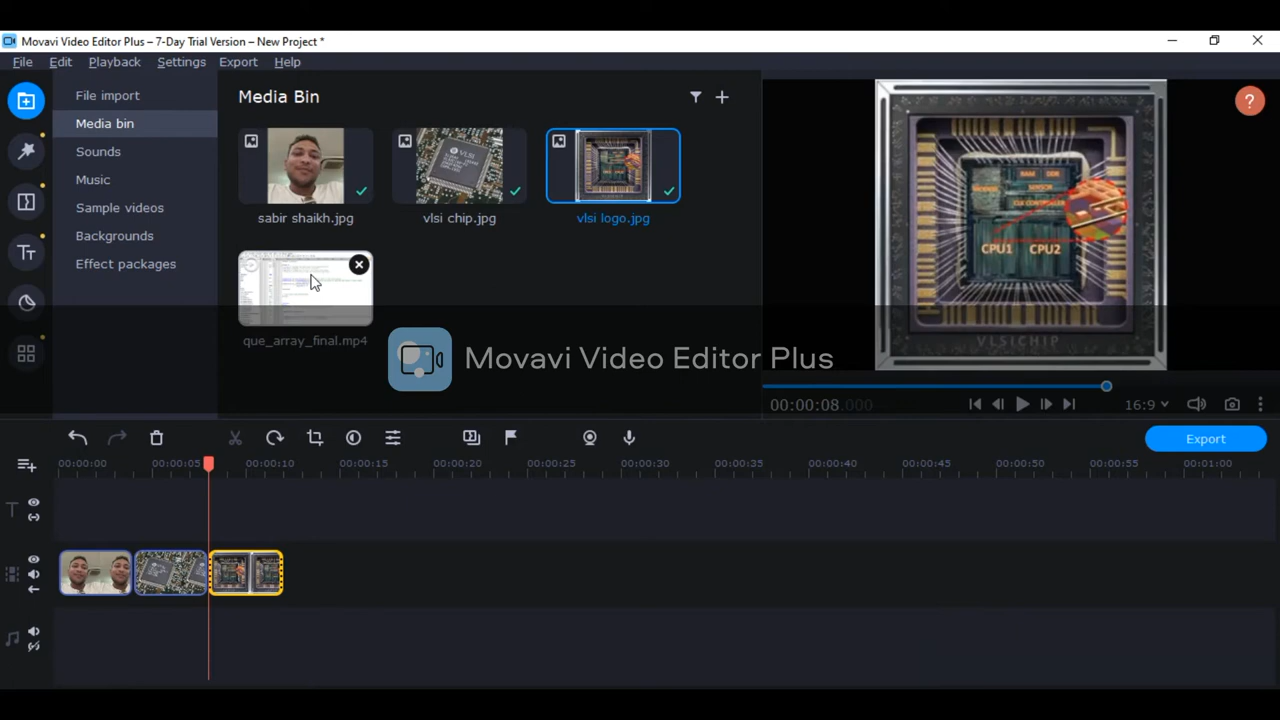 Movavi Video Editor Plus – 7-Day Trial Version – New Project *
File Edit Playback Settings Export Help
File import
Media bin
Sounds
Music
Sample videos
Backgrounds
Effect packages
Media Bin
VLSI
sabir shaikh.jpg
vlsi chip.jpg
vlsi logo.jpg
que_array_final.mp4
Movavi Video Editor Plus
RAM DDR
SENSOR
CPU1 CPU2
VLSICHIP
?
00:00:08.000
16:9
Export
00:00:00 00:00:05 00:00:10 00:00:15 00:00:20 00:00:25 00:00:30 00:00:35 00:00:40 00:00:45 00:00:50 00:00:55 00:01:00
T